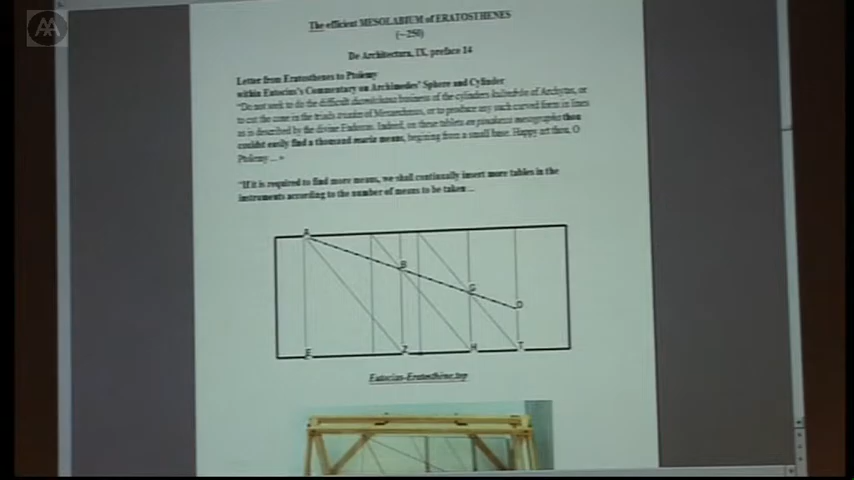 AA
The efficient MESOLABIUM of ERATOSTHENES
(~250)
De Architectura, IX, preface 14
Letter from Eratosthenes to Ptolemy
within Eutocius's Commentary on Archimedes' Sphere and Cylinder
"Do not seek to do the difficult business of the cylinders of Archytas, or
to cut the cone in the triads of Menaechmus, or to produce any such curved form in lines
as is described by the divine Eudoxus. Indeed, on these tables thou
couldst easily find a thousand means, begining from a small base. Happy art thou, O
Ptolemy ... »
"If it is required to find more means, we shall continually insert more tables in the
instruments according to the number of means to be taken ...
A
B
G
D
E
Z
H
T
Eutocius-Eratosthène.top